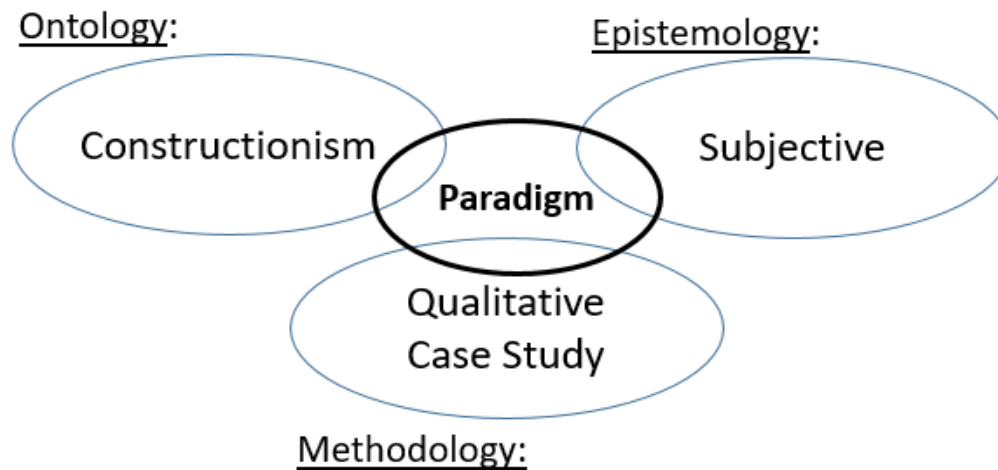 Ontology:
Epistemology:
Constructionism
Subjective
Paradigm
Qualitative
Case Study
Methodology: